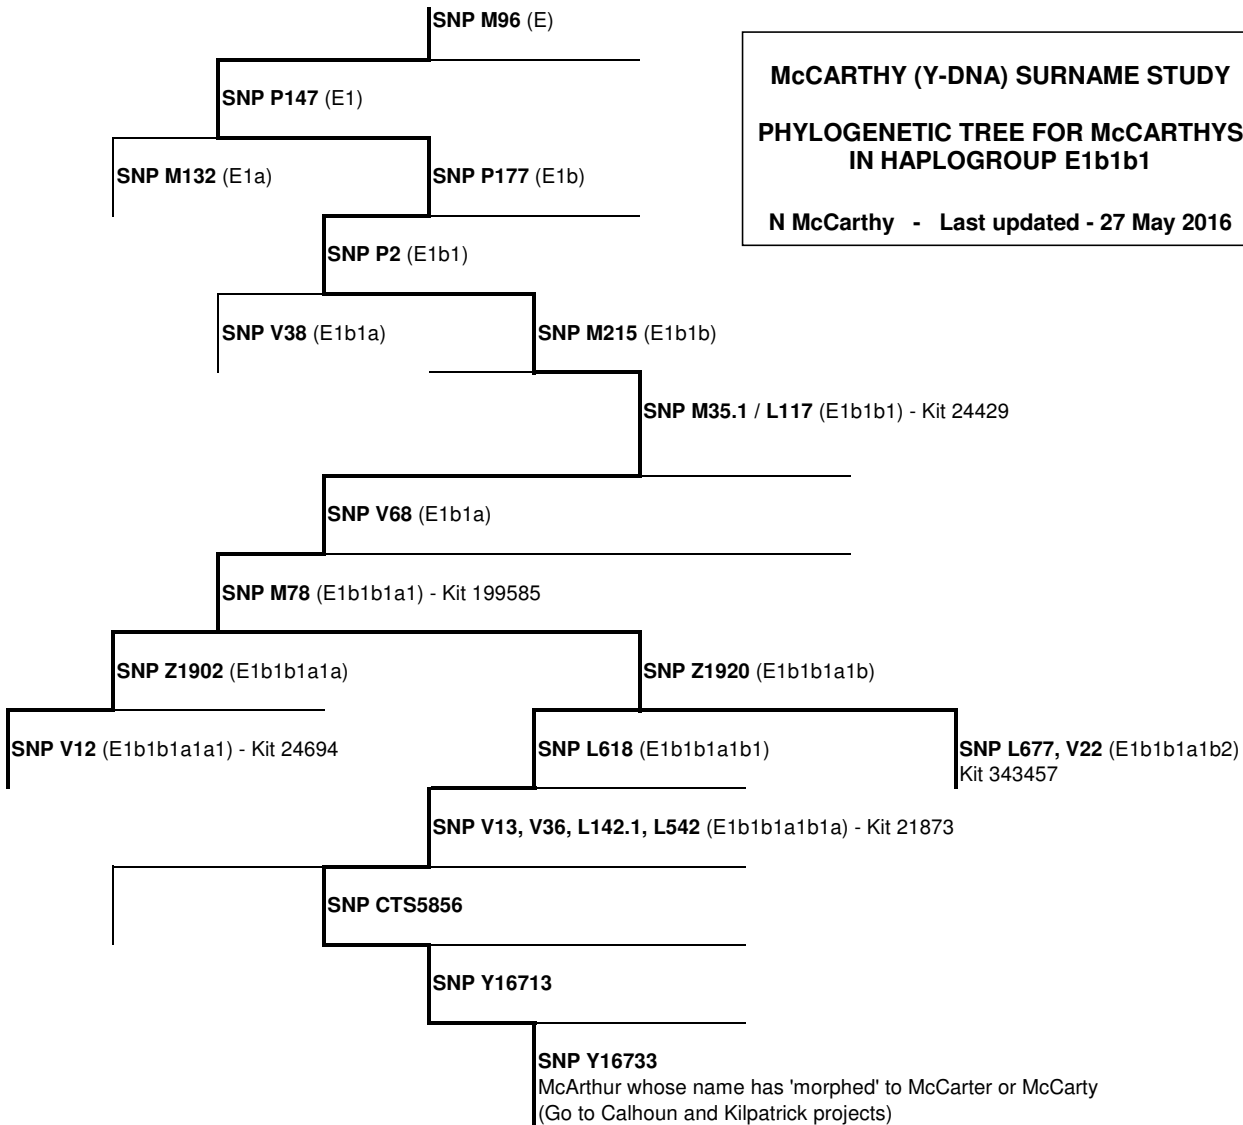 SNP M96 (E)
McCARTHY (Y-DNA) SURNAME STUDY
PHYLOGENETIC TREE FOR McCARTHYS
IN HAPLOGROUP E1b1b1
N McCarthy - Last updated - 27 May 2016
SNP P147 (E1)
SNP M132 (E1a)
SNP P177 (E1b)
SNP P2 (E1b1)
SNP V38 (E1b1a)
SNP M215 (E1b1b)
SNP M35.1 / L117 (E1b1b1) - Kit 24429
SNP V68 (E1b1a)
SNP M78 (E1b1b1a1) - Kit 199585
SNP Z1902 (E1b1b1a1a)
SNP Z1920 (E1b1b1a1b)
SNP V12 (E1b1b1a1a1) - Kit 24694
SNP L618 (E1b1b1a1b1)
SNP L677, V22 (E1b1b1a1b2)
Kit 343457
SNP V13, V36, L142.1, L542 (E1b1b1a1b1a) - Kit 21873
SNP CTS5856
SNP Y16713
SNP Y16733
McArthur whose name has 'morphed' to McCarter or McCarty
(Go to Calhoun and Kilpatrick projects)